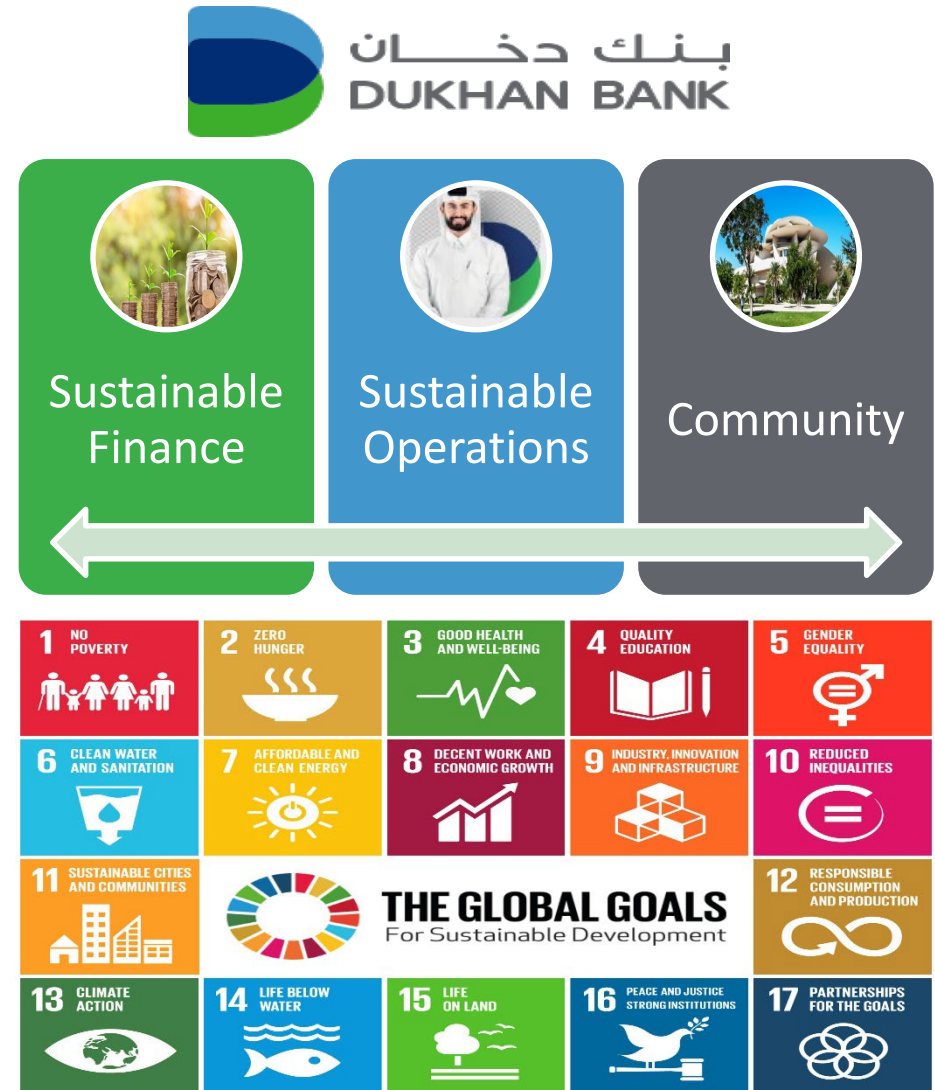 بنك دخان
DUKHAN BANK
Sustainable
Finance
Sustainable
Operations
Community
1 NO
POVERTY
2 ZERO
HUNGER
3 GOOD HEALTH
AND WELL-BEING
4 QUALITY
EDUCATION
5 GENDER
EQUALITY
6 CLEAN WATER
AND SANITATION
7 AFFORDABLE AND
CLEAN ENERGY
8 DECENT WORK AND
ECONOMIC GROWTH
9 INDUSTRY, INNOVATION
AND INFRASTRUCTURE
10 REDUCED
INEQUALITIES
11 SUSTAINABLE CITIES
AND COMMUNITIES
THE GLOBAL GOALS
For Sustainable Development
12 RESPONSIBLE
CONSUMPTION
AND PRODUCTION
13 CLIMATE
ACTION
14 LIFE BELOW
WATER
15 LIFE
ON LAND
16 PEACE AND JUSTICE
STRONG INSTITUTIONS
17 PARTNERSHIPS
FOR THE GOALS